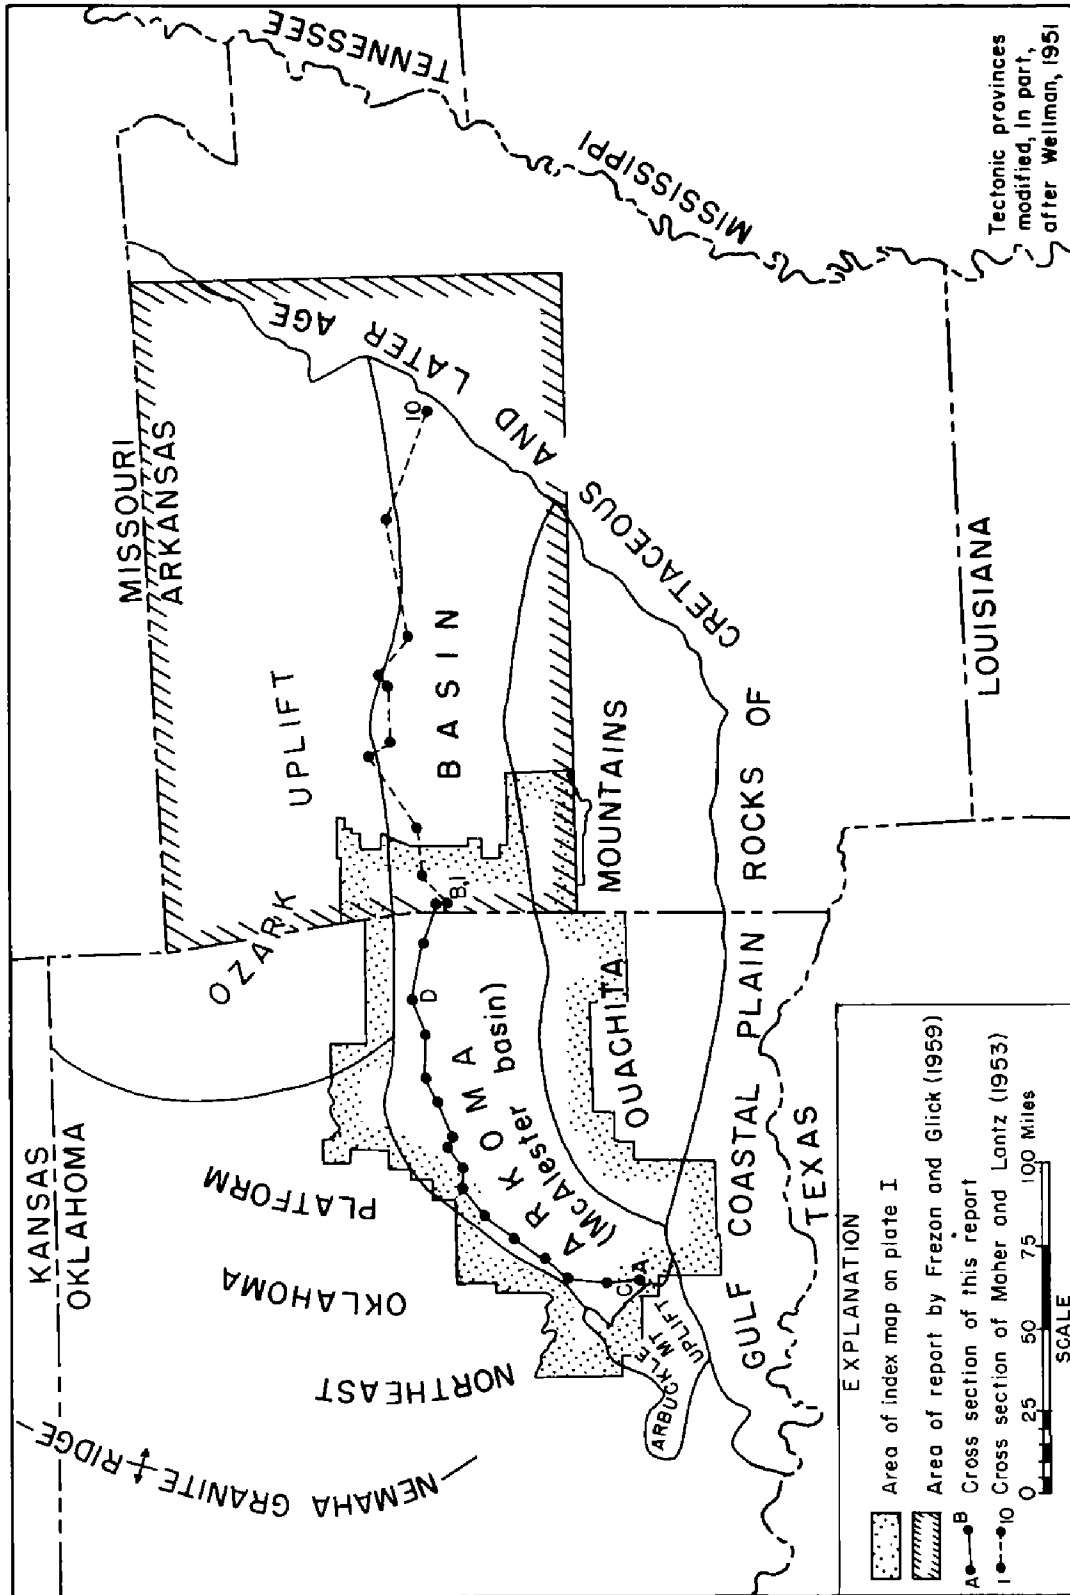 KANSAS
OKLAHOMA
MISSOURI
ARKANSAS
TENNESSEE
MISSISSIPPI
LOUISIANA
TEXAS
NEMAHA GRANITE RIDGE
NORTHEAST
OKLAHOMA
PLATFORM
OZARK UPLIFT
ARKOMA BASIN
(McAlester basin)
OUACHITA MOUNTAINS
ARBUCKLE MT
UPLIFT
GULF COASTAL PLAIN ROCKS OF CRETACEOUS AND LATER AGE
A
C
D
B,1
10
Tectonic provinces
modified, in part,
after Wellman, 1951
EXPLANATION
Area of index map on plate I
Area of report by Frezon and Glick (1959)
A B Cross section of this report
1 10 Cross section of Maher and Lantz (1953)
0 25 50 75 100 Miles
SCALE